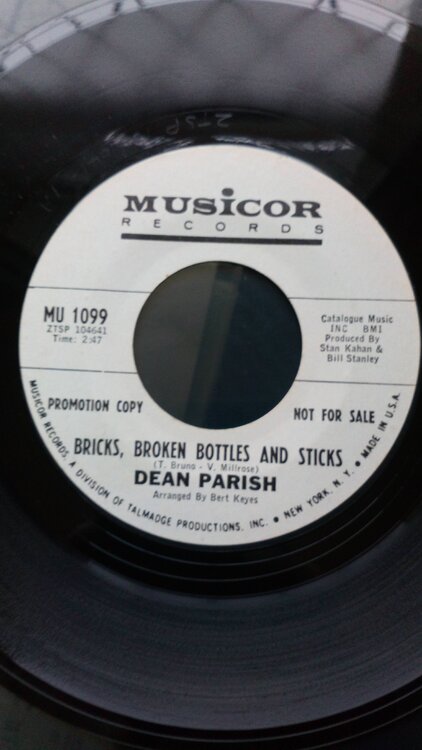 MUSICOR
RECORDS
MU 1099
ZTSP 104641
Time: 2:47
Catalogue Music
INC BMI
Produced By
Stan Kahan &
Bill Stanley
PROMOTION COPY
NOT FOR SALE
BRICKS, BROKEN BOTTLES AND STICKS
(T. Bruno - V. Millrose)
DEAN PARISH
Arranged By Bert Keyes
MUSICOR RECORDS, A DIVISION OF TALMADGE PRODUCTIONS, INC. • NEW YORK, N. Y. • MADE IN U.S.A.
ZTSP